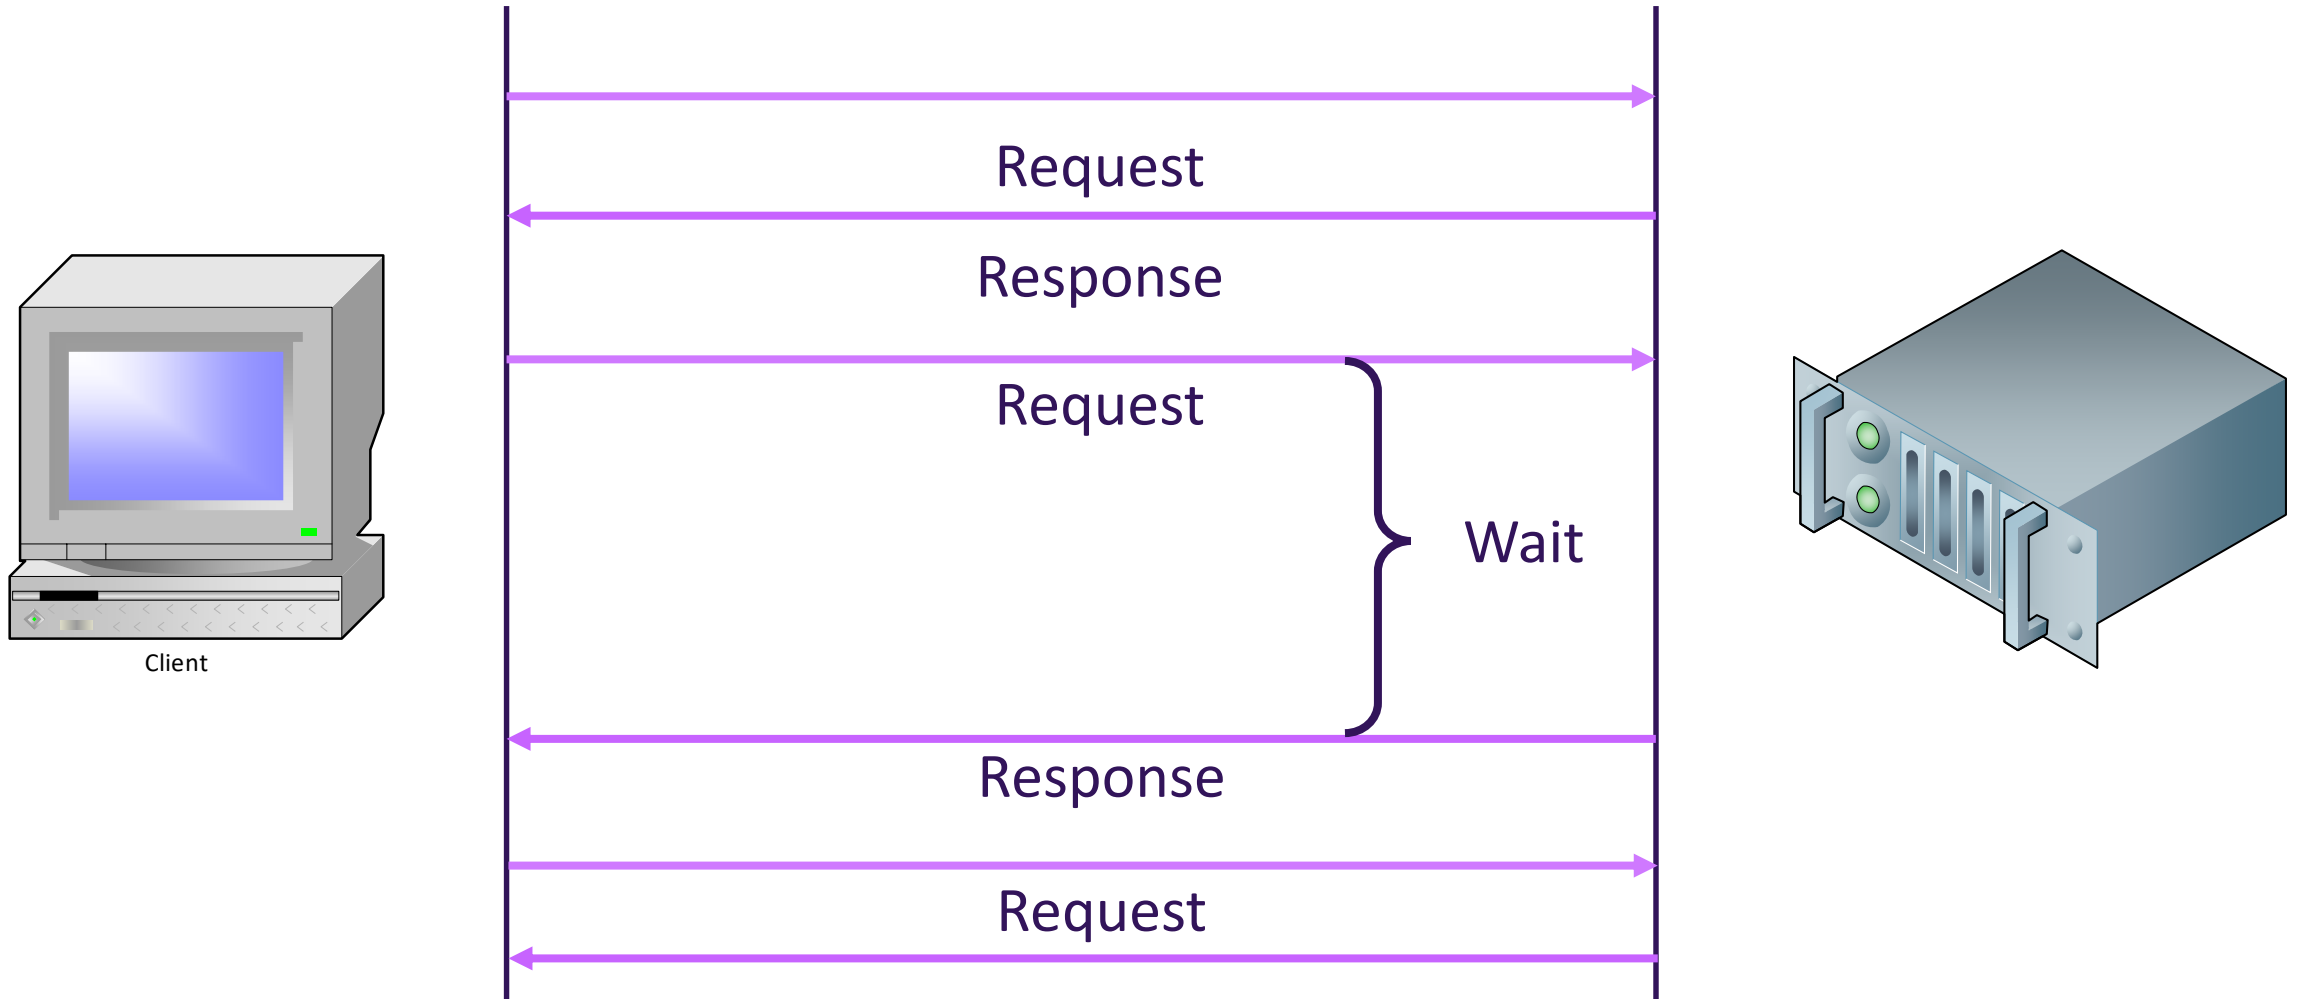 Request
Response
Request
Wait
Client
Response
Request